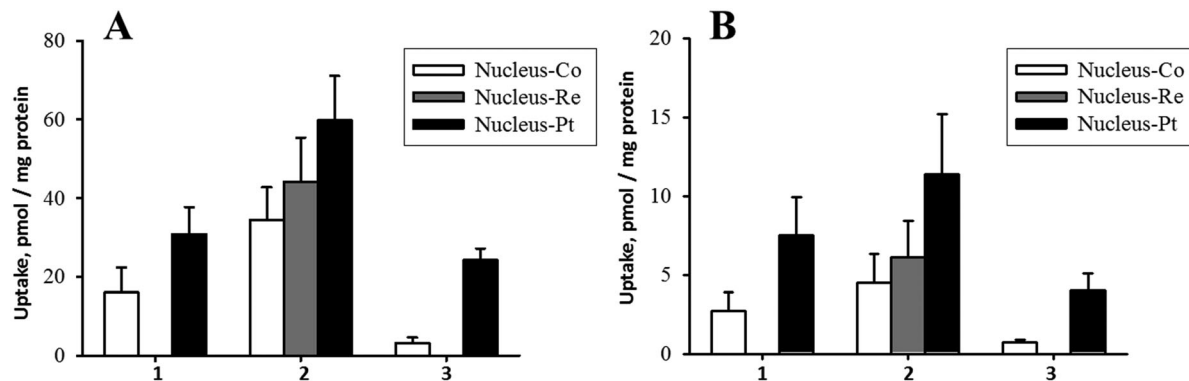 A
Uptake, pmol / mg protein
80
60
40
20
0
Nucleus-Co
Nucleus-Re
Nucleus-Pt
1 2 3
B
Uptake, pmol / mg protein
20
15
10
5
0
Nucleus-Co
Nucleus-Re
Nucleus-Pt
1 2 3